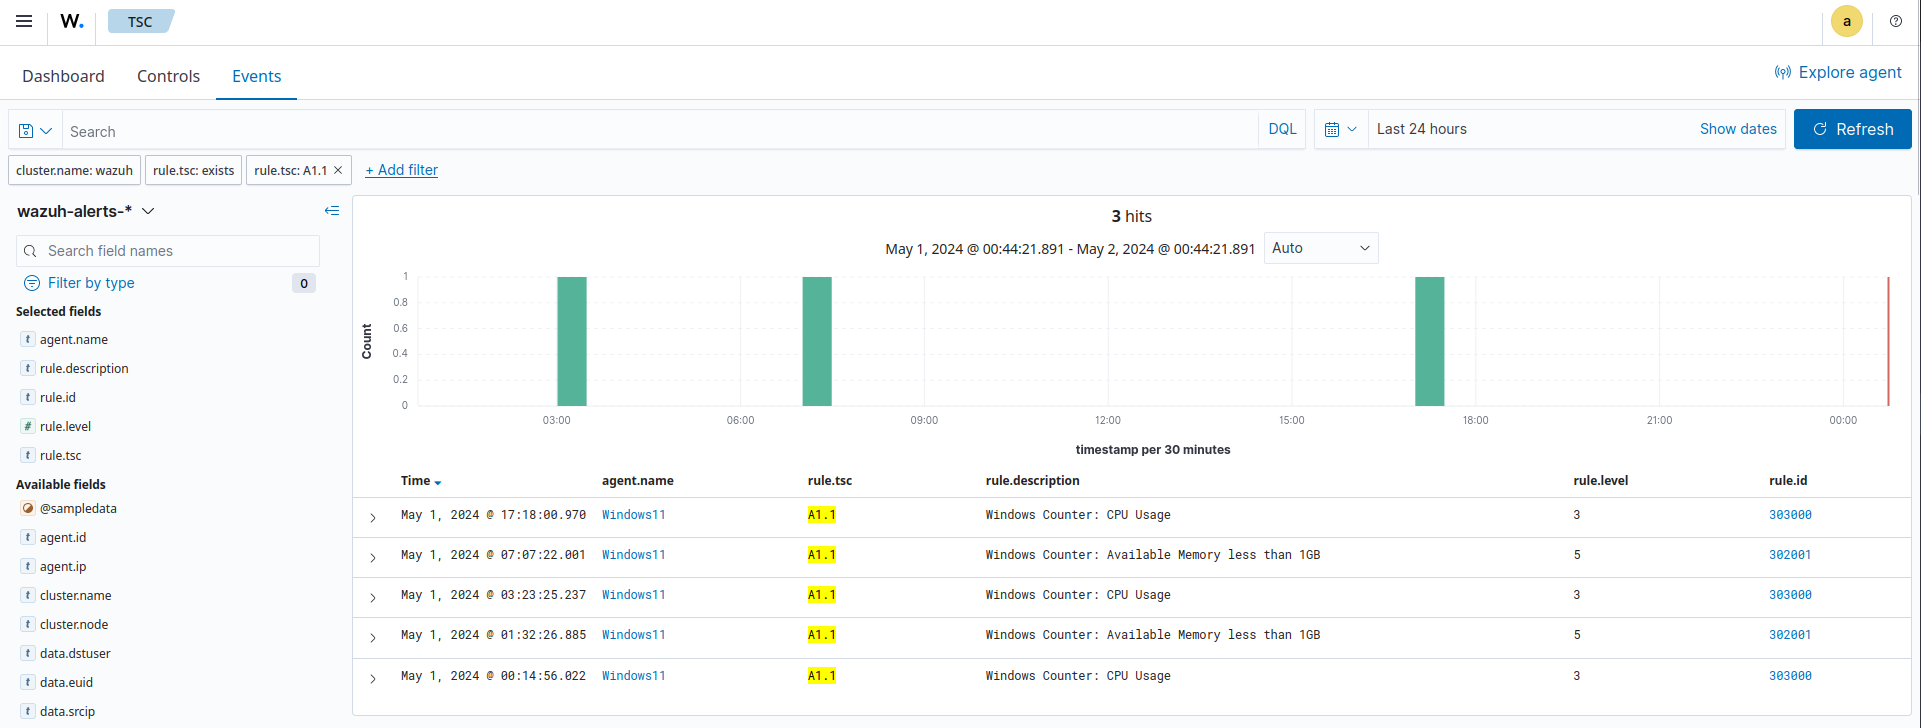 W. TSC a
Dashboard Controls Events Explore agent
Search DQL Last 24 hours Show dates Refresh
cluster.name: wazuh rule.tsc: exists rule.tsc: A1.1 × + Add filter
wazuh-alerts-*
Search field names
Filter by type 0
Selected fields
t agent.name
t rule.description
t rule.id
# rule.level
t rule.tsc
Available fields
@sampledata
t agent.id
t agent.ip
t cluster.name
t cluster.node
t data.dstuser
t data.euid
t data.srcip
3 hits
May 1, 2024 @ 00:44:21.891 - May 2, 2024 @ 00:44:21.891 Auto
Count
1
0.8
0.6
0.4
0.2
0
03:00 06:00 09:00 12:00 15:00 18:00 21:00 00:00
timestamp per 30 minutes
Time agent.name rule.tsc rule.description rule.level rule.id
May 1, 2024 @ 17:18:00.970 Windows11 A1.1 Windows Counter: CPU Usage 3 303000
May 1, 2024 @ 07:07:22.001 Windows11 A1.1 Windows Counter: Available Memory less than 1GB 5 302001
May 1, 2024 @ 03:23:25.237 Windows11 A1.1 Windows Counter: CPU Usage 3 303000
May 1, 2024 @ 01:32:26.885 Windows11 A1.1 Windows Counter: Available Memory less than 1GB 5 302001
May 1, 2024 @ 00:14:56.022 Windows11 A1.1 Windows Counter: CPU Usage 3 303000